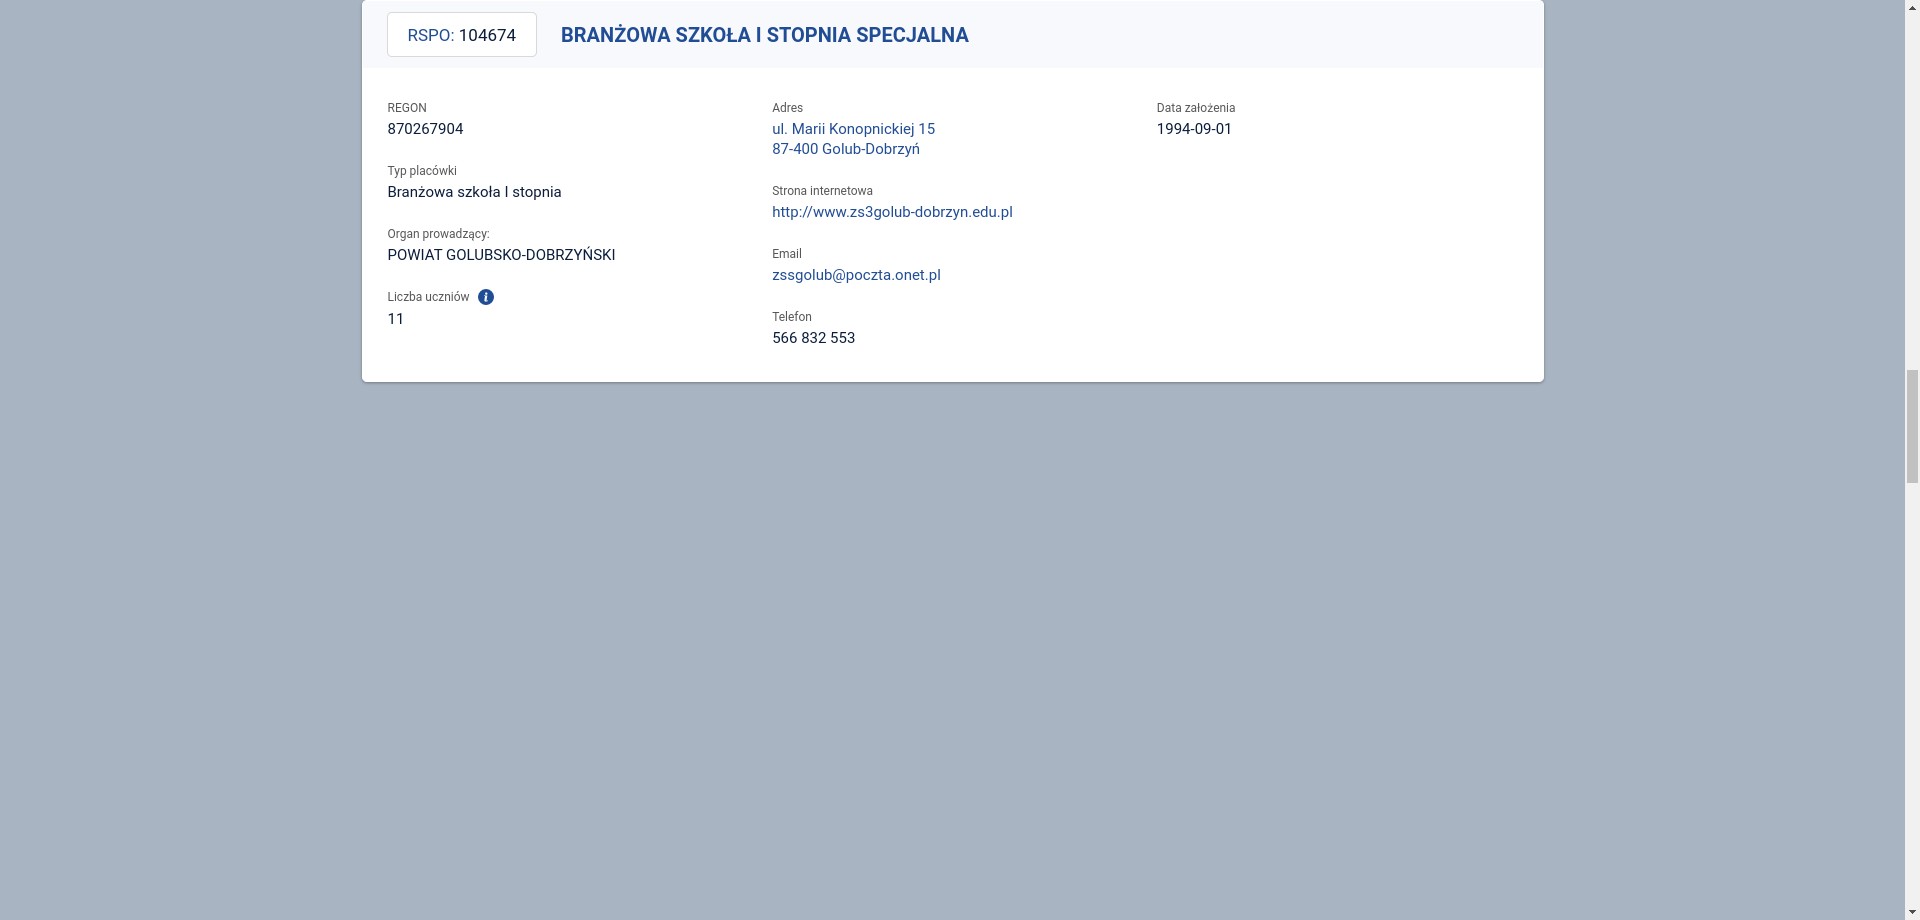 RSPO: 104674
BRANŻOWA SZKOŁA I STOPNIA SPECJALNA
REGON
870267904
Typ placówki
Branżowa szkoła I stopnia
Organ prowadzący:
POWIAT GOLUBSKO-DOBRZYŃSKI
Liczba uczniów i
11
Adres
ul. Marii Konopnickiej 15
87-400 Golub-Dobrzyń
Strona internetowa
http://www.zs3golub-dobrzyn.edu.pl
Email
zssgolub@poczta.onet.pl
Telefon
566 832 553
Data założenia
1994-09-01